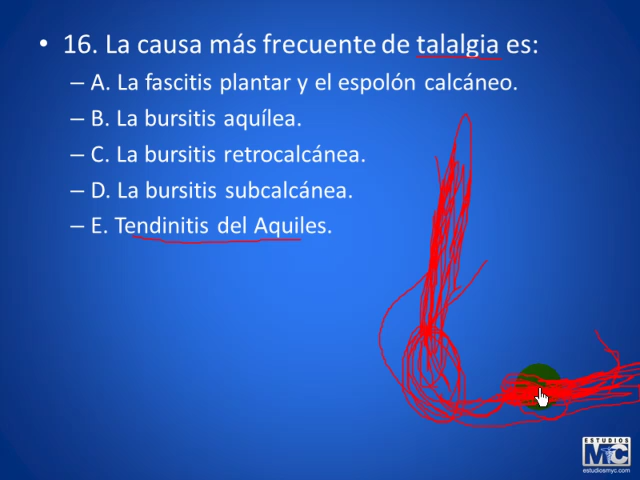 • 16. La causa más frecuente de talalgia es:
– A. La fascitis plantar y el espolón calcáneo.
– B. La bursitis aquílea.
– C. La bursitis retrocalcánea.
– D. La bursitis subcalcánea.
– E. Tendinitis del Aquiles.
ESTUDIOS
MyC
estudiosmyc.com